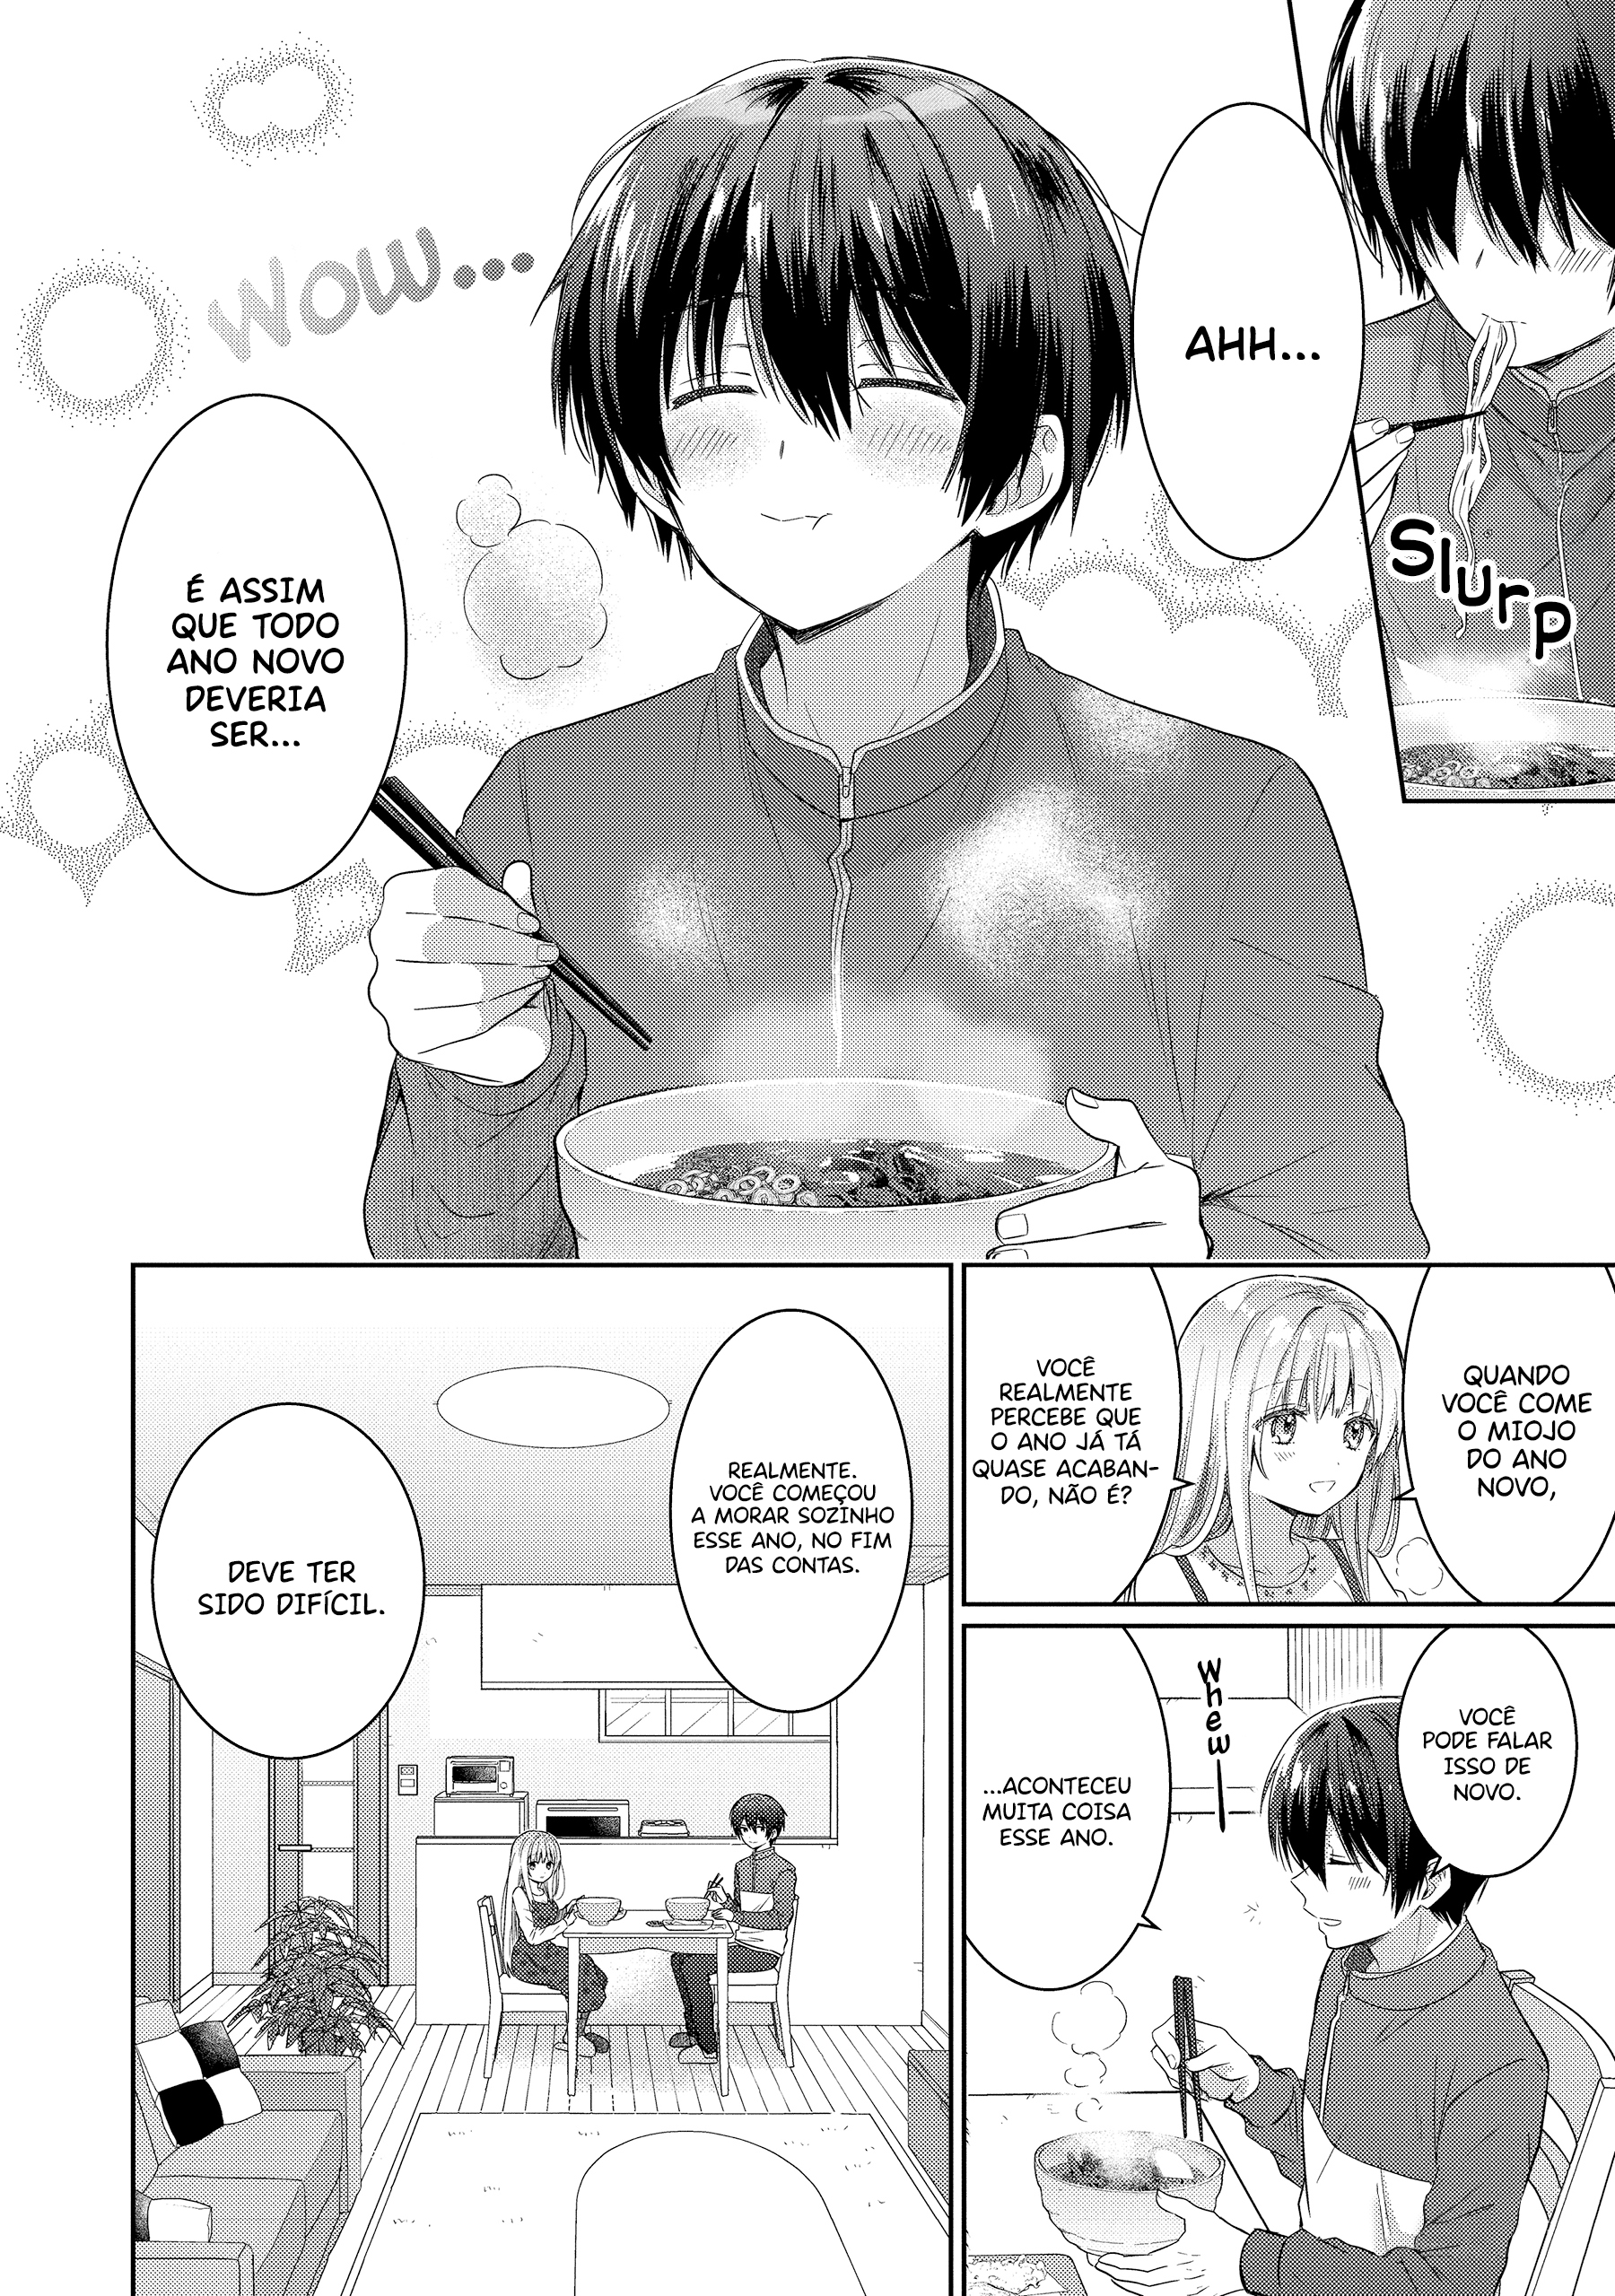 Slurp
AHH...
WOW...
É ASSIM
QUE TODO
ANO NOVO
DEVERIA
SER...
QUANDO
VOCÊ COME
O MIOJO
DO ANO
NOVO,
VOCÊ
REALMENTE
PERCEBE QUE
O ANO JÁ TÁ
QUASE ACABAN-
DO, NÃO É?
VOCÊ
PODE FALAR
ISSO DE
NOVO.
Whew—
...ACONTECEU
MUITA COISA
ESSE ANO.
REALMENTE.
VOCÊ COMEÇOU
A MORAR SOZINHO
ESSE ANO, NO FIM
DAS CONTAS.
DEVE TER
SIDO DIFÍCIL.